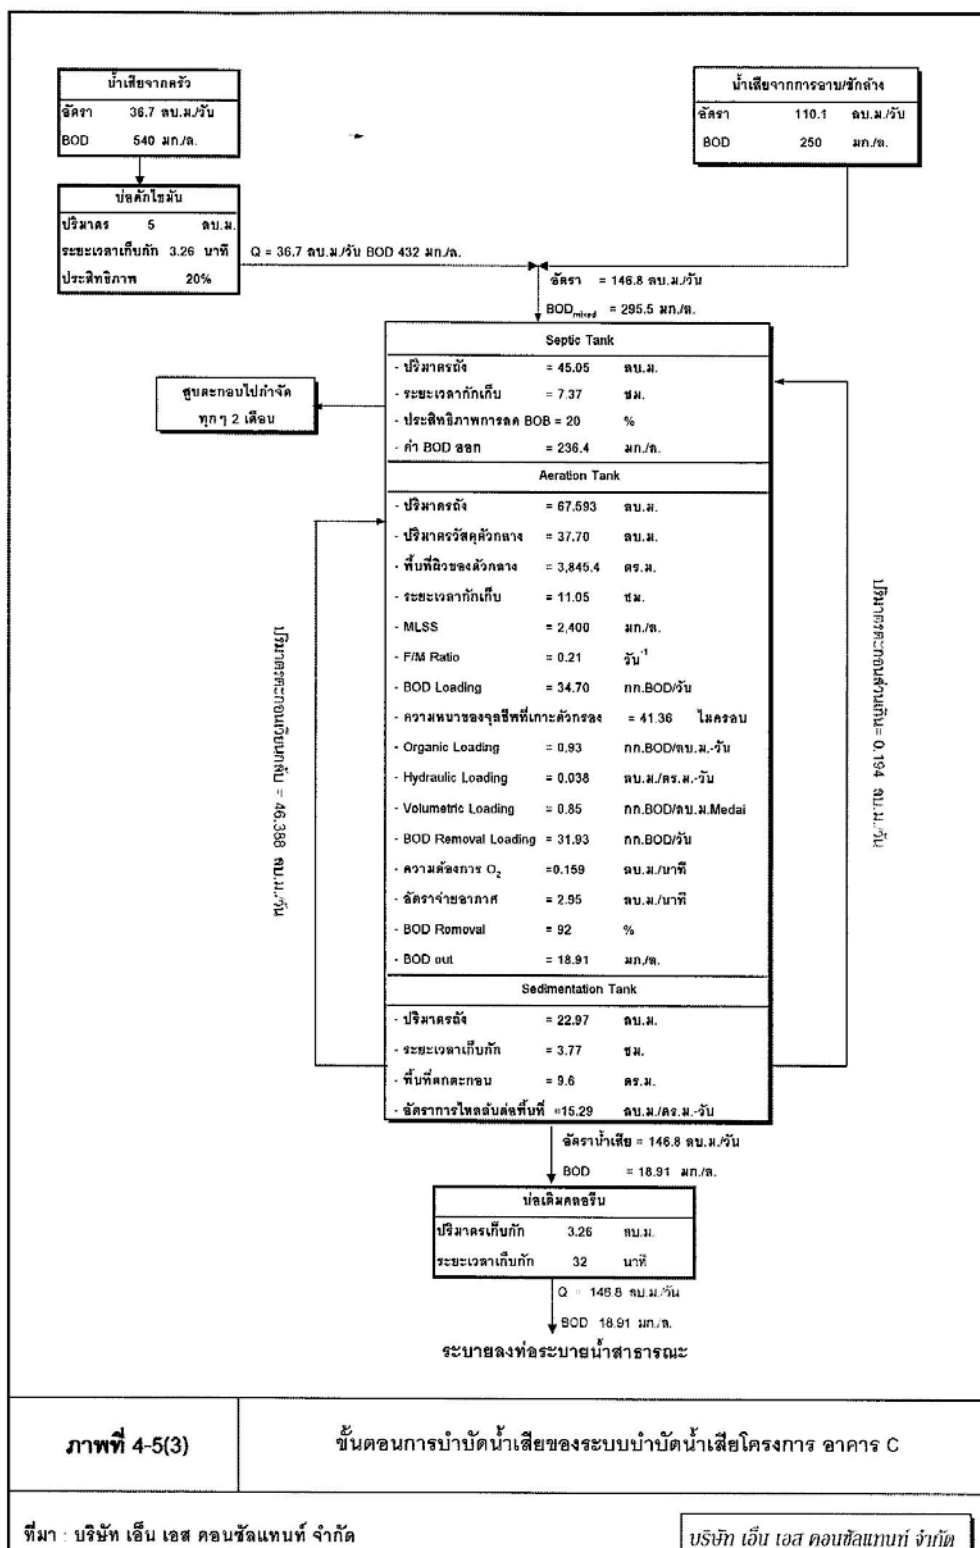 น้ำเสียจากครัว
อัตรา 36.7 ลบ.ม./วัน
BOD 540 มก./ล.
น้ำเสียจากการอาบ/ซักล้าง
อัตรา 110.1 ลบ.ม./วัน
BOD 250 มก./ล.
บ่อดักไขมัน
ปริมาตร 5 ลบ.ม.
ระยะเวลาเก็บกัก 3.26 นาที
ประสิทธิภาพ 20%
Q = 36.7 ลบ.ม./วัน BOD 432 มก./ล.
อัตรา = 146.8 ลบ.ม./วัน
BODmixed = 295.5 มก./ล.
Septic Tank
- ปริมาตรถัง = 45.05 ลบ.ม.
- ระยะเวลากักเก็บ = 7.37 ชม.
- ประสิทธิภาพการลด BOB = 20 %
- ค่า BOD ออก = 236.4 มก./ล.
สูบตะกอนไปกำจัด
ทุกๆ 2 เดือน
Aeration Tank
- ปริมาตรถัง = 67.593 ลบ.ม.
- ปริมาตรวัสดุตัวกลาง = 37.70 ลบ.ม.
- พื้นที่ผิวของตัวกลาง = 3,845.4 ตร.ม.
- ระยะเวลากักเก็บ = 11.05 ชม.
- MLSS = 2,400 มก./ล.
- F/M Ratio = 0.21 วัน⁻¹
- BOD Loading = 34.70 กก.BOD/วัน
- ความหนาของจุลชีพที่เกาะตัวกรอง = 41.36 ไมครอน
- Organic Loading = 0.93 กก.BOD/ลบ.ม.-วัน
- Hydraulic Loading = 0.038 ลบ.ม./ตร.ม.-วัน
- Volumetric Loading = 0.85 กก.BOD/ลบ.ม.Medai
- BOD Removal Loading = 31.93 กก.BOD/วัน
- ความต้องการ O₂ =0.159 ลบ.ม./นาที
- อัตราจ่ายอากาศ = 2.95 ลบ.ม./นาที
- BOD Romoval = 92 %
- BOD out = 18.91 มก./ล.
ปริมาตรตะกอนเวียนกลับ = 46.388 ลบ.ม./วัน
ปริมาตรตะกอนส่วนเกิน= 0.194 ลบ.ม./วัน
Sedimentation Tank
- ปริมาตรถัง = 22.97 ลบ.ม.
- ระยะเวลาเก็บกัก = 3.77 ชม.
- พื้นที่ตกตะกอน = 9.6 ตร.ม.
- อัตราการไหลล้นต่อพื้นที่ =15.29 ลบ.ม./ตร.ม.-วัน
อัตราน้ำเสีย = 146.8 ลบ.ม./วัน
BOD = 18.91 มก./ล.
บ่อเติมคลอรีน
ปริมาตรเก็บกัก 3.26 ลบ.ม.
ระยะเวลาเก็บกัก 32 นาที
Q = 146.8 ลบ.ม./วัน
BOD 18.91 มก./ล.
ระบายลงท่อระบายน้ำสาธารณะ
ภาพที่ 4-5(3)
ขั้นตอนการบำบัดน้ำเสียของระบบบำบัดน้ำเสียโครงการ อาคาร C
ที่มา : บริษัท เอ็น เอส คอนซัลแทนท์ จำกัด
บริษัท เอ็น เอส คอนซัลแทนท์ จำกัด